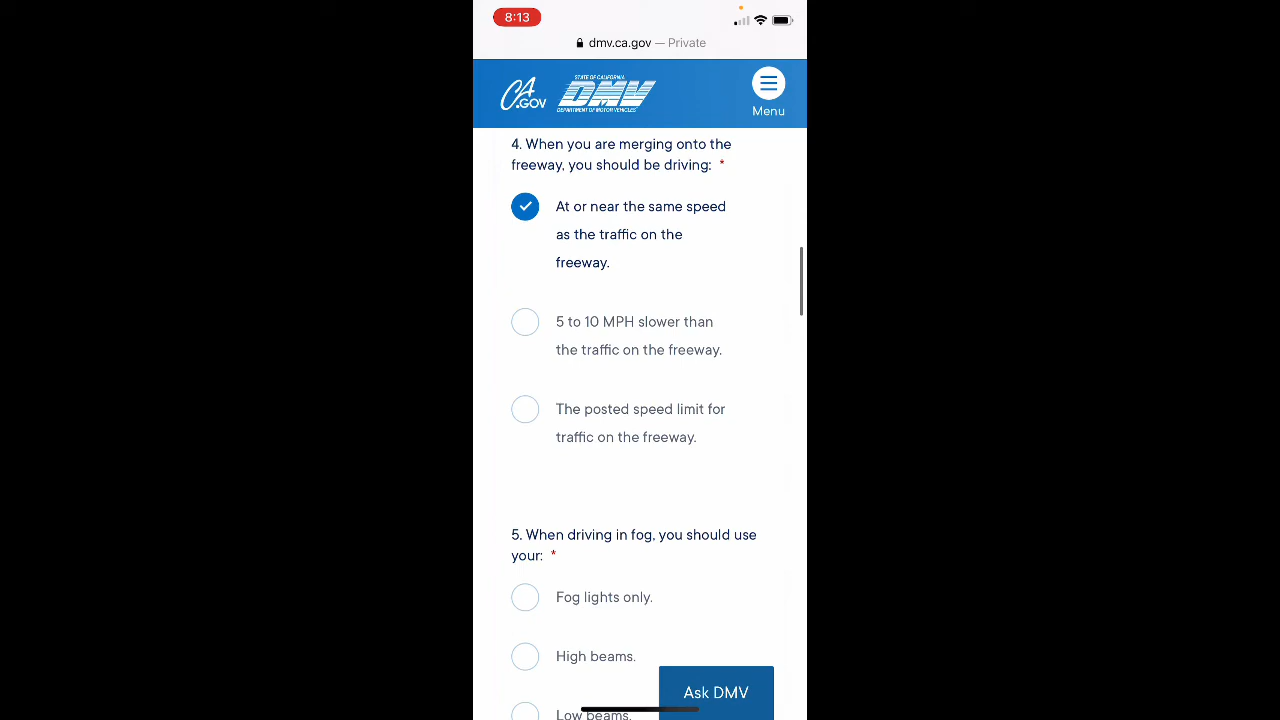 8:13
dmv.ca.gov — Private
CA.GOV
STATE OF CALIFORNIA
DMV
DEPARTMENT OF MOTOR VEHICLES
Menu
4. When you are merging onto the
freeway, you should be driving: *
At or near the same speed
as the traffic on the
freeway.
5 to 10 MPH slower than
the traffic on the freeway.
The posted speed limit for
traffic on the freeway.
5. When driving in fog, you should use
your: *
Fog lights only.
High beams.
Ask DMV
Low beams.